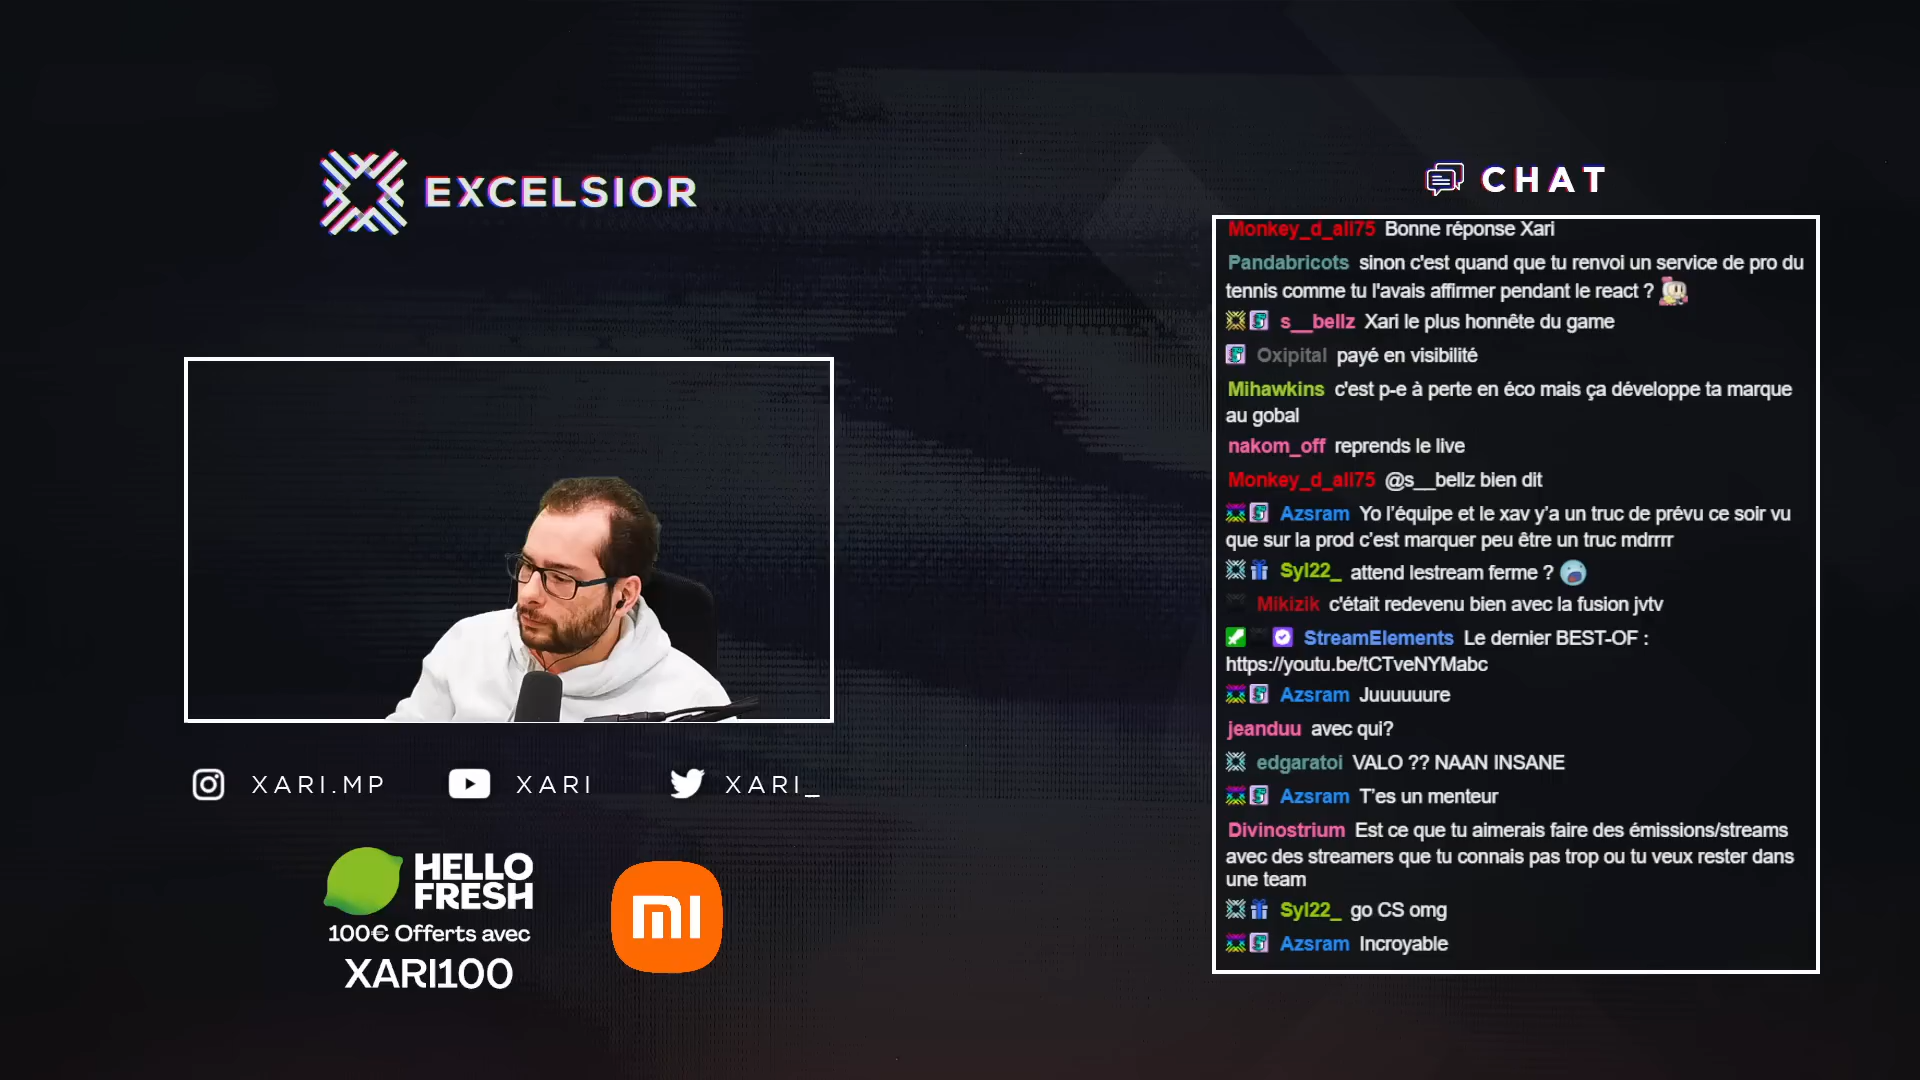 EXCELSIOR
XARI.MP
XARI
XARI_
HELLO
FRESH
100€ Offerts avec
XARI100
CHAT
Monkey_d_all75 Bonne réponse Xari
Pandabricots sinon c'est quand que tu renvoi un service de pro du
tennis comme tu l'avais affirmer pendant le react ?
s__bellz Xari le plus honnête du game
Oxipital payé en visibilité
Mihawkins c'est p-e à perte en éco mais ça développe ta marque
au gobal
nakom_off reprends le live
Monkey_d_all75 @s__bellz bien dit
Azsram Yo l’équipe et le xav y’a un truc de prévu ce soir vu
que sur la prod c’est marquer peu être un truc mdrrrr
Syl22_ attend lestream ferme ?
Mikizik c'était redevenu bien avec la fusion jvtv
StreamElements Le dernier BEST-OF :
https://youtu.be/tCTveNYMabc
Azsram Juuuuuure
jeanduu avec qui?
edgaratoi VALO ?? NAAN INSANE
Azsram T’es un menteur
Divinostrium Est ce que tu aimerais faire des émissions/streams
avec des streamers que tu connais pas trop ou tu veux rester dans
une team
Syl22_ go CS omg
Azsram Incroyable